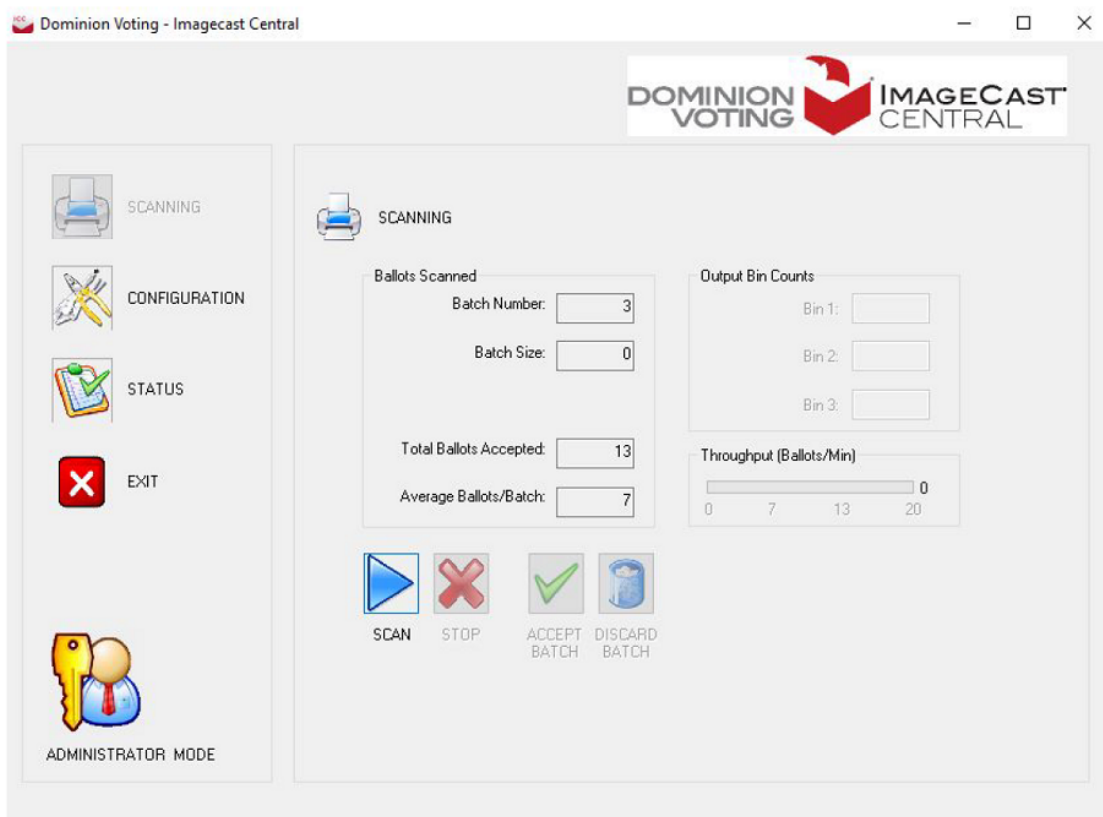 ICC Dominion Voting - Imagecast Central
DOMINION VOTING IMAGECAST CENTRAL
SCANNING
CONFIGURATION
STATUS
EXIT
ADMINISTRATOR MODE
SCANNING
Ballots Scanned
Batch Number: 3
Batch Size: 0
Total Ballots Accepted: 13
Average Ballots/Batch: 7
Output Bin Counts
Bin 1:
Bin 2:
Bin 3:
Throughput (Ballots/Min)
0
0 7 13 20
SCAN
STOP
ACCEPT
BATCH
DISCARD
BATCH